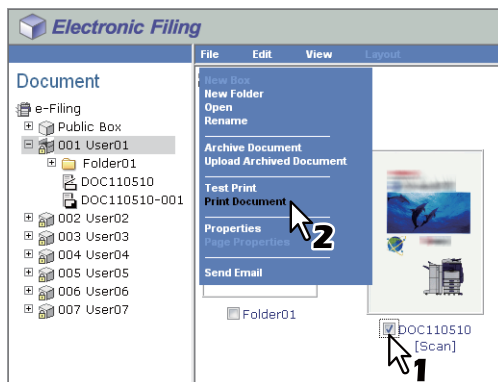 Electronic Filing
File Edit View Layout
Document
e-Filing
Public Box
001 User01
Folder01
DOC110510
DOC110510-001
002 User02
003 User03
004 User04
005 User05
006 User06
007 User07
New Box
New Folder
Open
Rename
Archive Document
Upload Archived Document
Test Print
Print Document
Properties
Page Properties
Send Email
2
Folder01
DOC110510
[Scan]
1